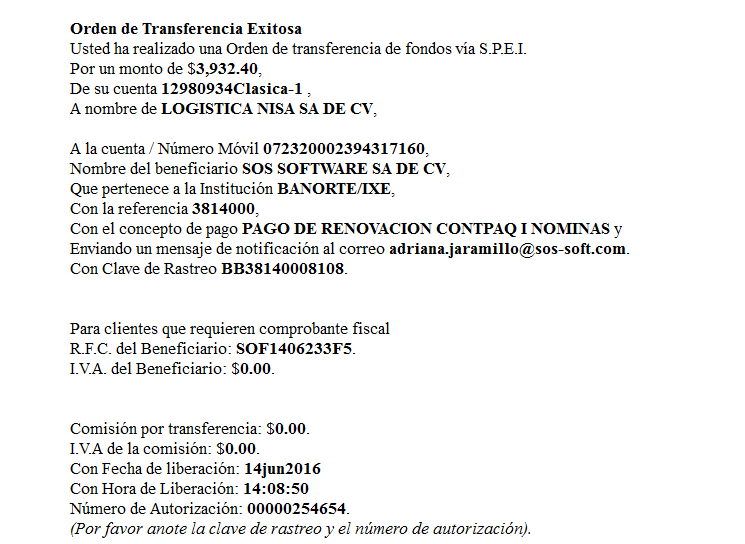 Orden de Transferencia Exitosa
Usted ha realizado una Orden de transferencia de fondos vía S.P.E.I.
Por un monto de $3,932.40,
De su cuenta 12980934Clasica-1 ,
A nombre de LOGISTICA NISA SA DE CV,
A la cuenta / Número Móvil 072320002394317160,
Nombre del beneficiario SOS SOFTWARE SA DE CV,
Que pertenece a la Institución BANORTE/IXE,
Con la referencia 3814000,
Con el concepto de pago PAGO DE RENOVACION CONTPAQ I NOMINAS y
Enviando un mensaje de notificación al correo adriana.jaramillo@sos-soft.com.
Con Clave de Rastreo BB38140008108.
Para clientes que requieren comprobante fiscal
R.F.C. del Beneficiario: SOF1406233F5.
I.V.A. del Beneficiario: $0.00.
Comisión por transferencia: $0.00.
I.V.A de la comisión: $0.00.
Con Fecha de liberación: 14jun2016
Con Hora de Liberación: 14:08:50
Número de Autorización: 00000254654.
(Por favor anote la clave de rastreo y el número de autorización).